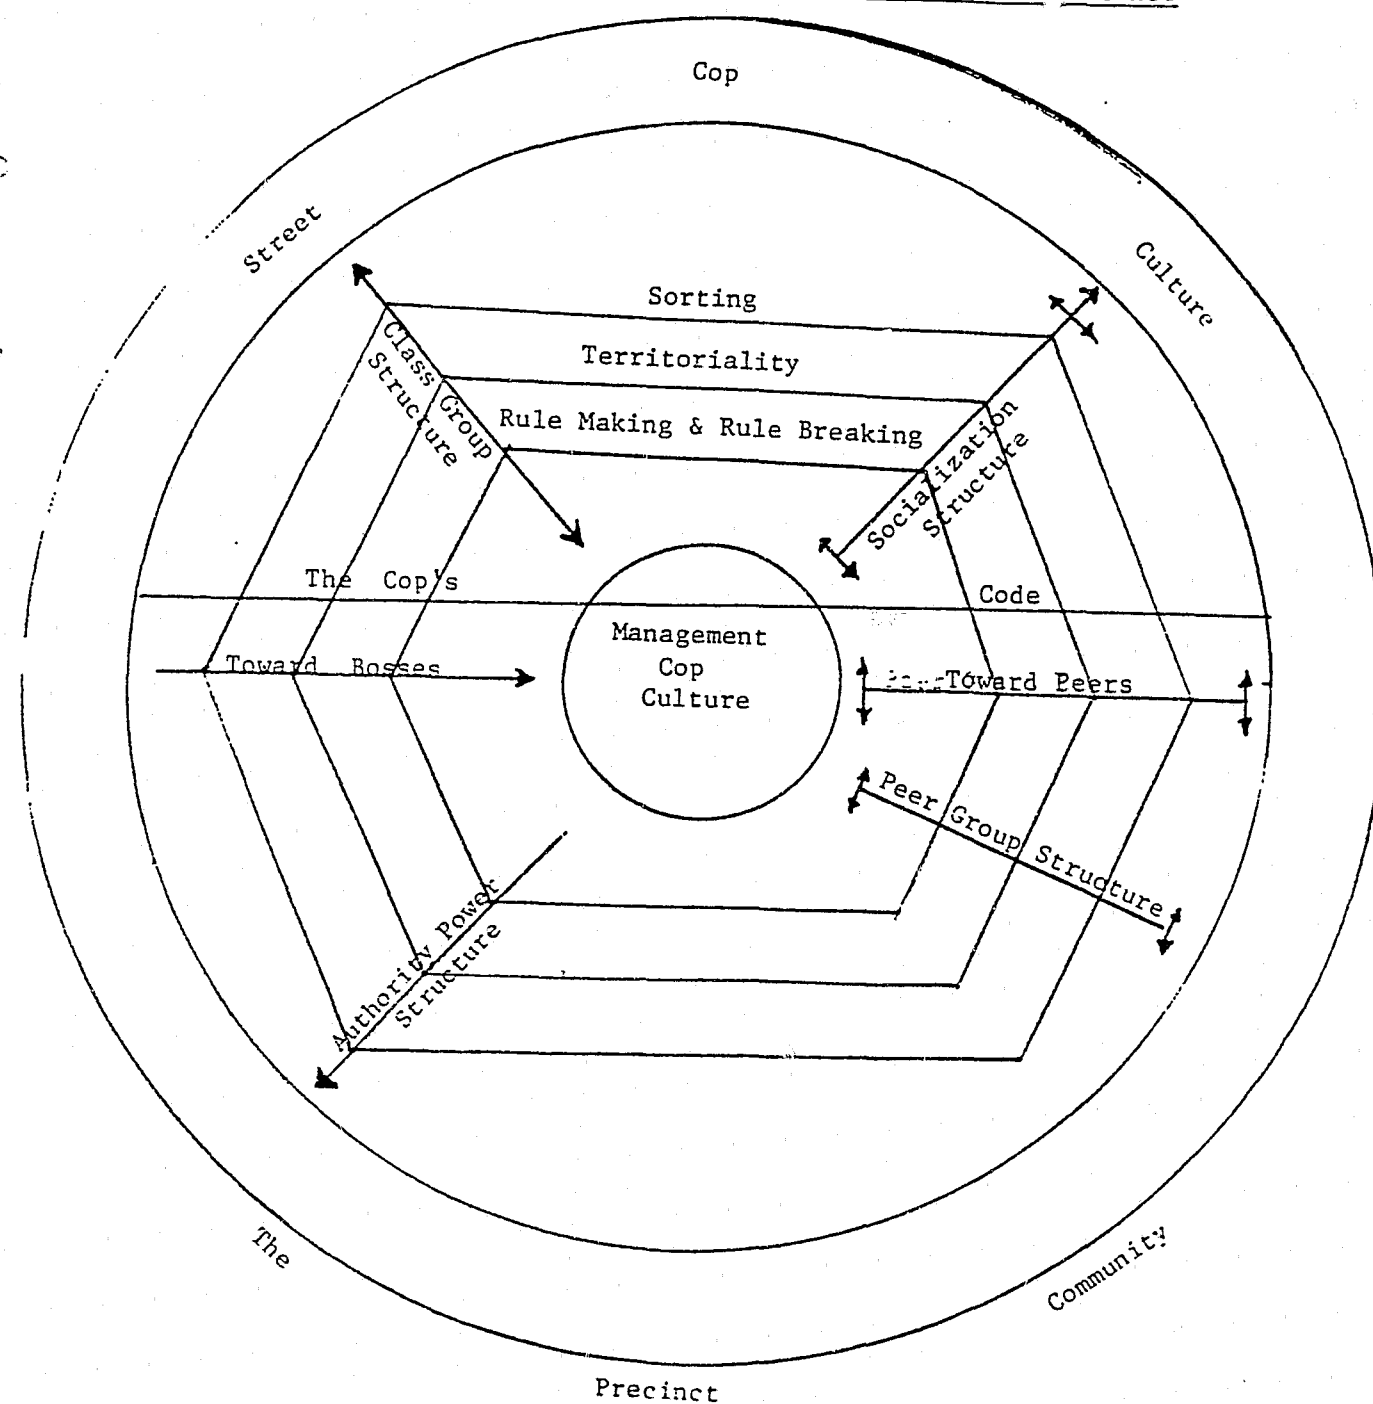 Cop
Street
Culture
Sorting
Territoriality
Rule Making & Rule Breaking
Class Group
Structure
Socialization
Structure
The Cop's
Code
Management
Cop
Culture
Toward Bosses
Toward Peers
Peer Group Structure
Authority Power
Structure
The
Community
Precinct